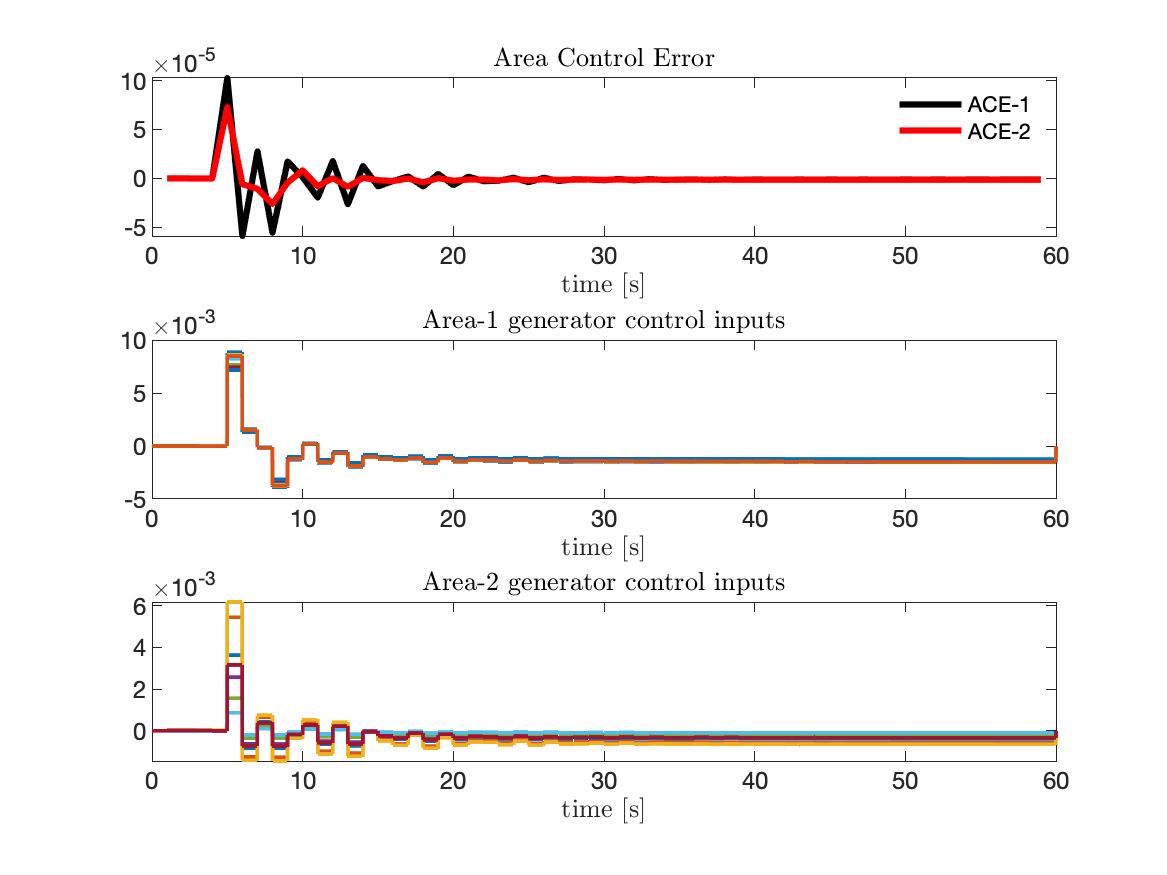 Area Control Error
×10⁻⁵
10
5
0
-5
ACE-1
ACE-2
0 10 20 30 40 50 60
time [s]
Area-1 generator control inputs
×10⁻³
10
5
0
-5
0 10 20 30 40 50 60
time [s]
Area-2 generator control inputs
×10⁻³
6
4
2
0
0 10 20 30 40 50 60
time [s]